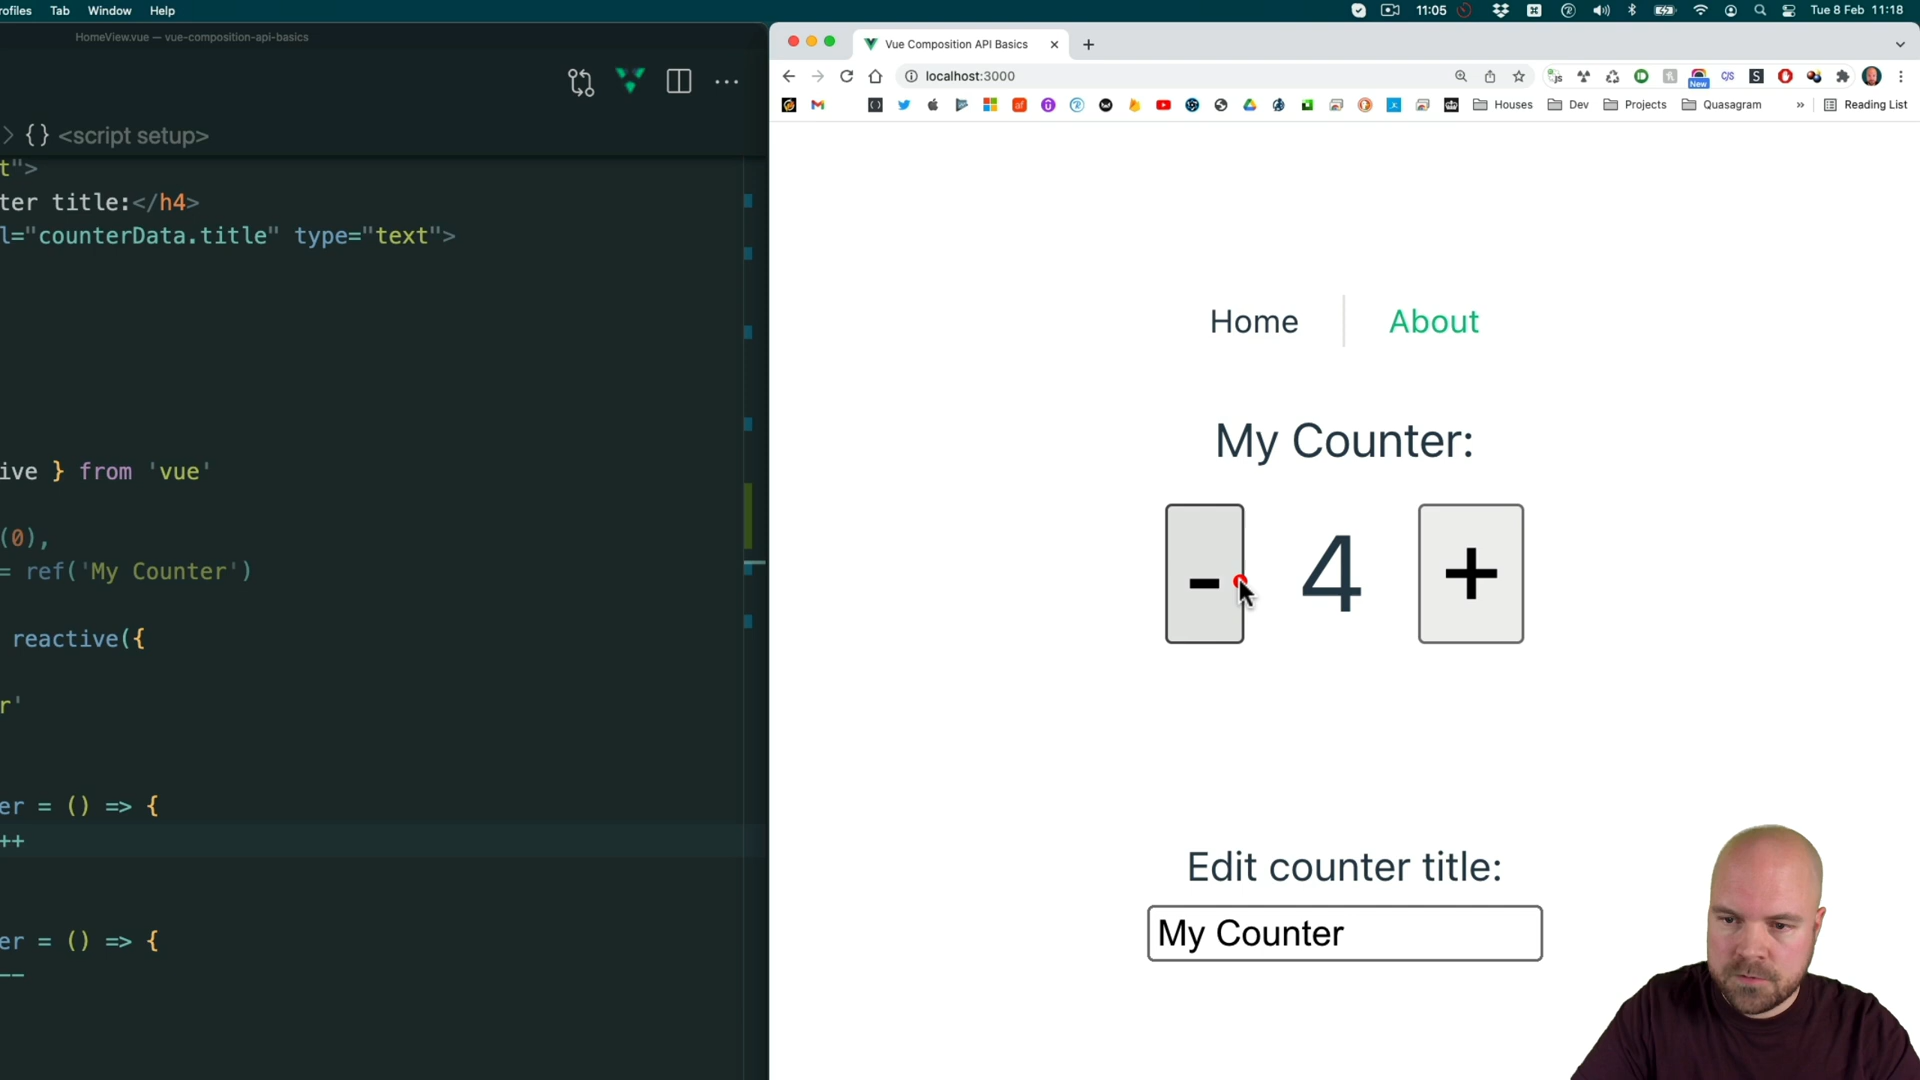 rofiles Tab Window Help 11:05 Tue 8 Feb 11:18
HomeView.vue — vue-composition-api-basics
Vue Composition API Basics
localhost:3000
New
Houses Dev Projects Quasagram » Reading List
{} <script setup>
t">
ter title:</h4>
l="counterData.title" type="text">
ive } from 'vue'
(0),
= ref('My Counter')
reactive({
r'
er = () => {
++
er = () => {
--
Home About
My Counter:
- 4 +
Edit counter title:
My Counter